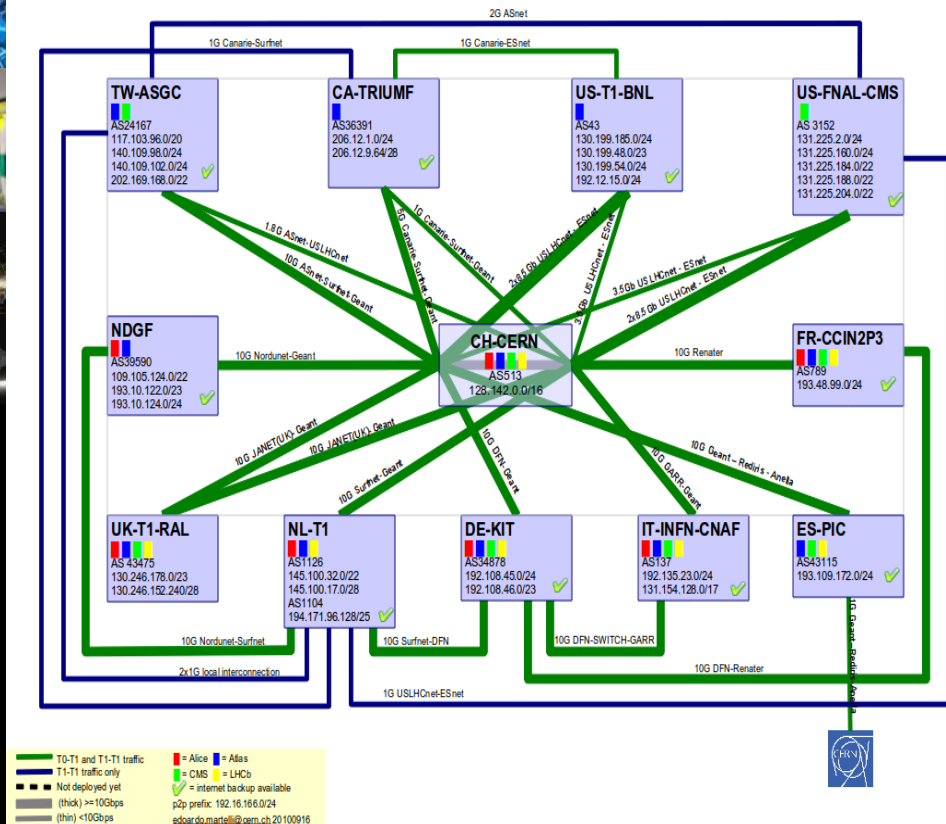 2G ASnet
1G Canarie-Surfnet
1G Canarie-ESnet
TW-ASGC
AS24167
117.103.96.0/20
140.109.98.0/24
140.109.102.0/24
202.169.168.0/22
CA-TRIUMF
AS36391
206.12.1.0/24
206.12.9.64/28
US-T1-BNL
AS43
130.199.185.0/24
130.199.48.0/23
130.199.54.0/24
192.12.15.0/24
US-FNAL-CMS
AS 3152
131.225.2.0/24
131.225.160.0/24
131.225.184.0/22
131.225.188.0/22
131.225.204.0/22
1.8G ASnet-USLHCnet
10G ASnet-Surfnet-Geant
5G Canarie-Surfnet-Geant
1G Canarie-Surfnet-Geant
2x8.5 Gb USLHCnet - ESnet
3.5Gb US LHCnet - ESnet
3.5Gb US LHCnet - ESnet
2x8.5 Gb USLHCnet - ESnet
NDGF
AS39590
109.105.124.0/22
193.10.122.0/23
193.10.124.0/24
10G Nordunet-Geant
CH-CERN
AS513
128.142.0.0/16
10G Renater
FR-CCIN2P3
AS789
193.48.99.0/24
10G JANET(UK)-Geant
10G JANET(UK)-Geant
10G Surfnet-Geant
10G DFN-Geant
10G GARR-Geant
10G Geant – Rediris - Anella
UK-T1-RAL
AS 43475
130.246.178.0/23
130.246.152.240/28
NL-T1
AS1126
145.100.32.0/22
145.100.17.0/28
AS1104
194.171.96.128/25
DE-KIT
AS34878
192.108.45.0/24
192.108.46.0/23
IT-INFN-CNAF
AS137
192.135.23.0/24
131.154.128.0/17
ES-PIC
AS43115
193.109.172.0/24
10G Nordunet-Surfnet
10G Surfnet-DFN
10G DFN-SWITCH-GARR
2x1G local interconnection
10G DFN-Renater
1G USLHCnet-ESnet
1G Geant – Rediris-Anella
CERN
T0-T1 and T1-T1 traffic
T1-T1 traffic only
Not deployed yet
(thick) >=10Gbps
(thin) <10Gbps
= Alice = Atlas
= CMS = LHCb
= internet backup available
p2p prefix: 192.16.166.0/24
edoardo.martelli@cern.ch 20100916